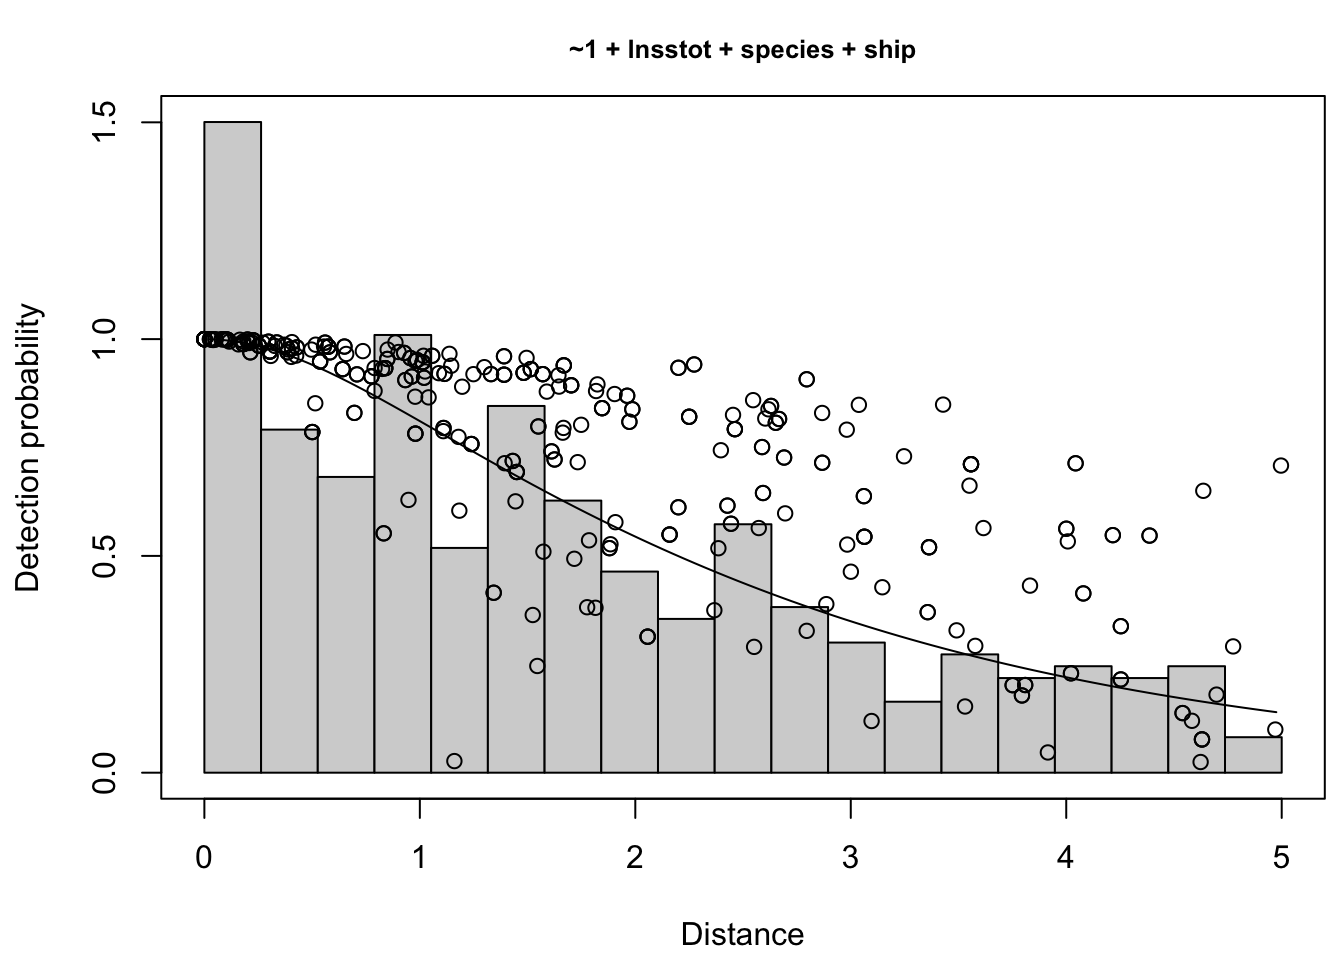 ~1 + lnsstot + species + ship
Detection probability
1.5
1.0
0.5
0.0
0 1 2 3 4 5
Distance